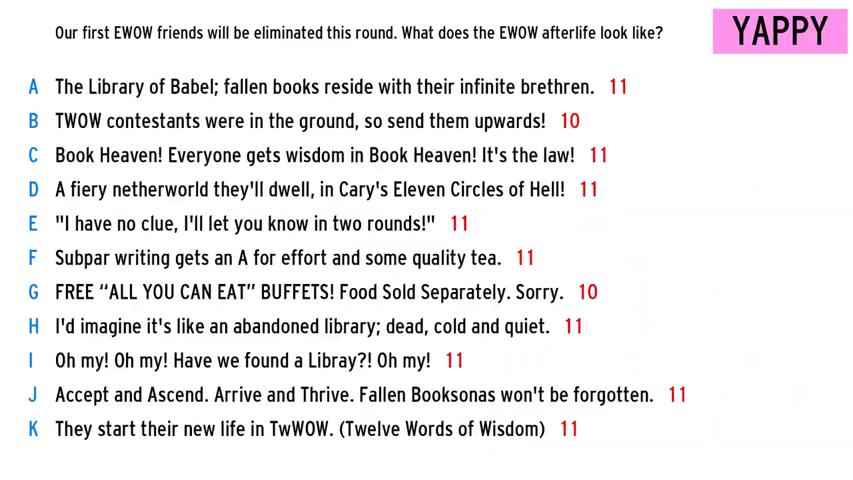 Our first EWOW friends will be eliminated this round. What does the EWOW afterlife look like?
YAPPY
A The Library of Babel; fallen books reside with their infinite brethren. 11
B TWOW contestants were in the ground, so send them upwards! 10
C Book Heaven! Everyone gets wisdom in Book Heaven! It's the law! 11
D A fiery netherworld they'll dwell, in Cary's Eleven Circles of Hell! 11
E "I have no clue, I'll let you know in two rounds!" 11
F Subpar writing gets an A for effort and some quality tea. 11
G FREE “ALL YOU CAN EAT” BUFFETS! Food Sold Separately. Sorry. 10
H I'd imagine it's like an abandoned library; dead, cold and quiet. 11
I Oh my! Oh my! Have we found a Libray?! Oh my! 11
J Accept and Ascend. Arrive and Thrive. Fallen Booksonas won't be forgotten. 11
K They start their new life in TwWOW. (Twelve Words of Wisdom) 11